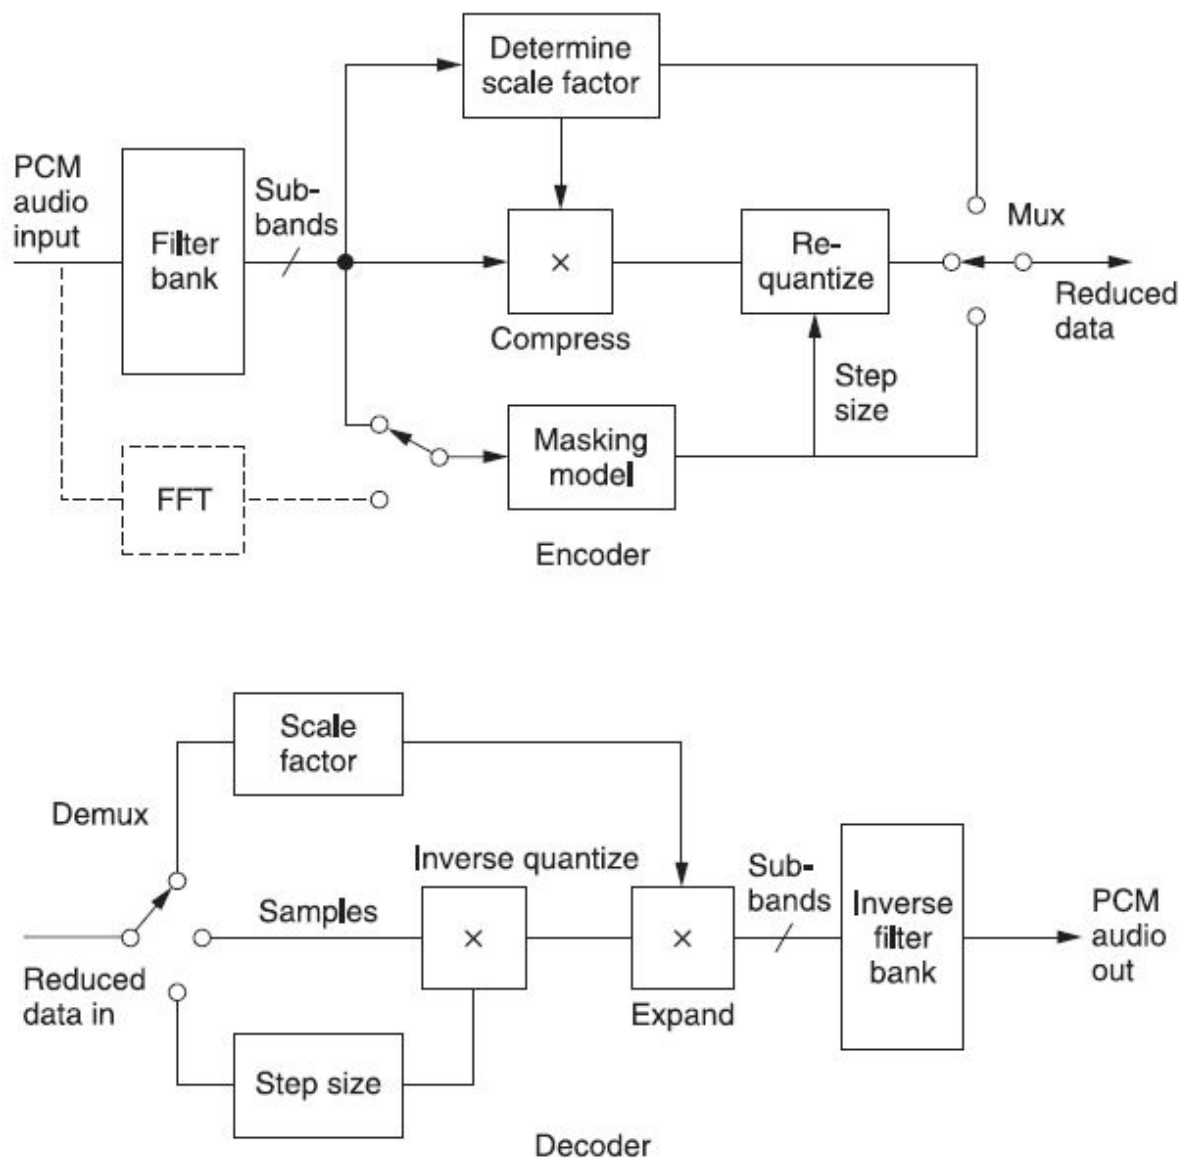 Determine
scale factor
PCM
audio
input
Filter
bank
Sub-
bands
×
Compress
Re-
quantize
Mux
Reduced
data
Step
size
Masking
model
FFT
Encoder
Scale
factor
Demux
Inverse quantize
Samples
×
×
Expand
Sub-
bands
Inverse
filter
bank
PCM
audio
out
Reduced
data in
Step size
Decoder